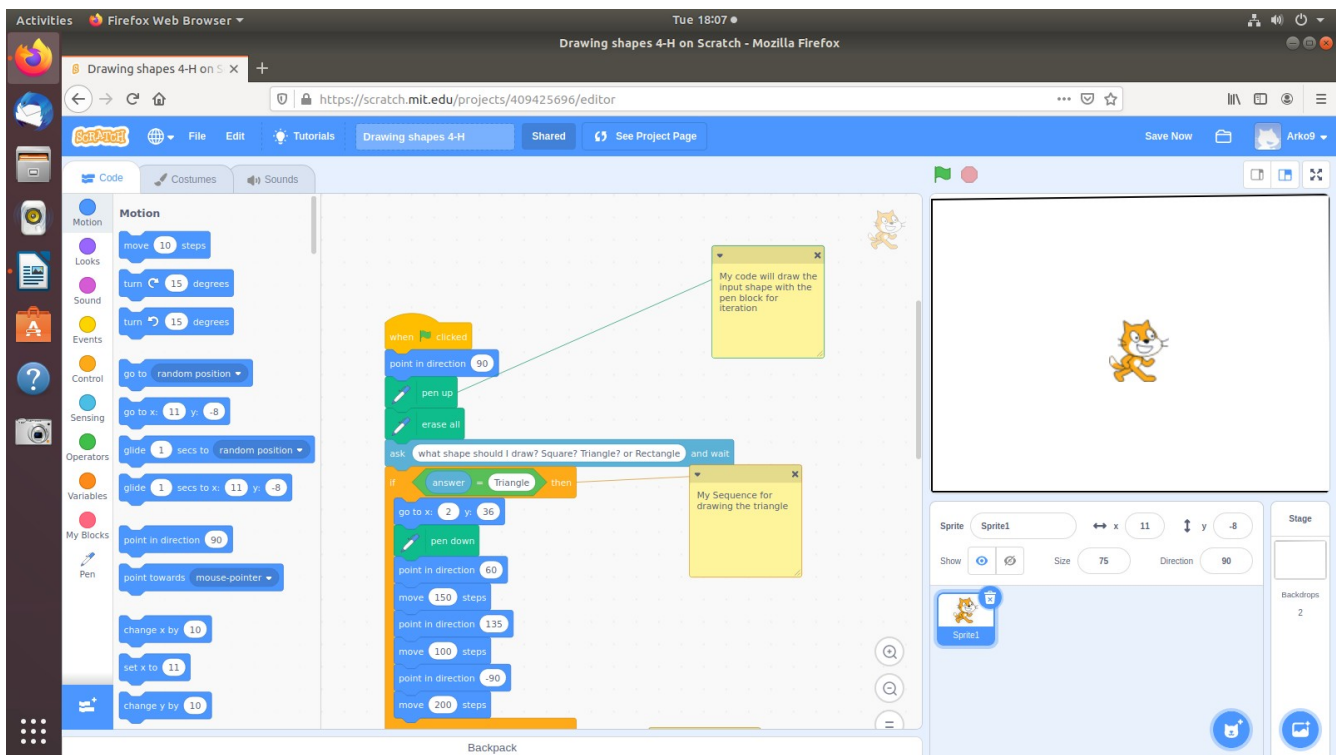 Activities Firefox Web Browser Tue 18:07
Drawing shapes 4-H on Scratch - Mozilla Firefox
Drawing shapes 4-H on S
https://scratch.mit.edu/projects/409425696/editor
SCRATCH File Edit Tutorials Drawing shapes 4-H Shared See Project Page Save Now Arko9
Code Costumes Sounds
Motion
Looks
Sound
Events
Control
Sensing
Operators
Variables
My Blocks
Pen
Motion
move 10 steps
turn 15 degrees
turn 15 degrees
go to random position
go to x: 11 y: -8
glide 1 secs to random position
glide 1 secs to x: 11 y: -8
point in direction 90
point towards mouse-pointer
change x by 10
set x to 11
change y by 10
when clicked
point in direction 90
pen up
erase all
ask what shape should I draw? Square? Triangle? or Rectangle and wait
if answer = Triangle then
go to x: 2 y: 36
pen down
point in direction 60
move 150 steps
point in direction 135
move 100 steps
point in direction -90
move 200 steps
My code will draw the
input shape with the
pen block for
iteration
My Sequence for
drawing the triangle
Sprite Sprite1 x 11 y -8
Show Size 75 Direction 90
Sprite1
Stage
Backdrops
2
Backpack